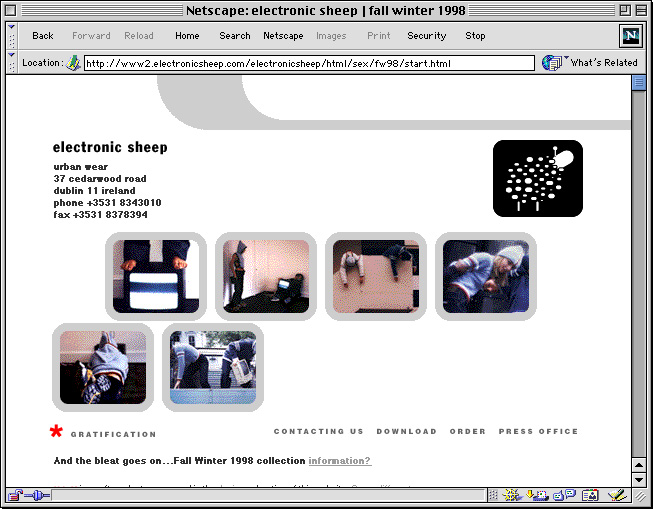 Netscape: electronic sheep | fall winter 1998
Back Forward Reload Home Search Netscape Images Print Security Stop
N
Location: http://www2.electronicsheep.com/electronicsheep/html/sex/fw98/start.html What's Related
electronic sheep
urban wear
37 cedarwood road
dublin 11 ireland
phone +3531 8343010
fax +3531 8378394
* GRATIFICATION
CONTACTING US DOWNLOAD ORDER PRESS OFFICE
And the bleat goes on...Fall Winter 1998 collection information?